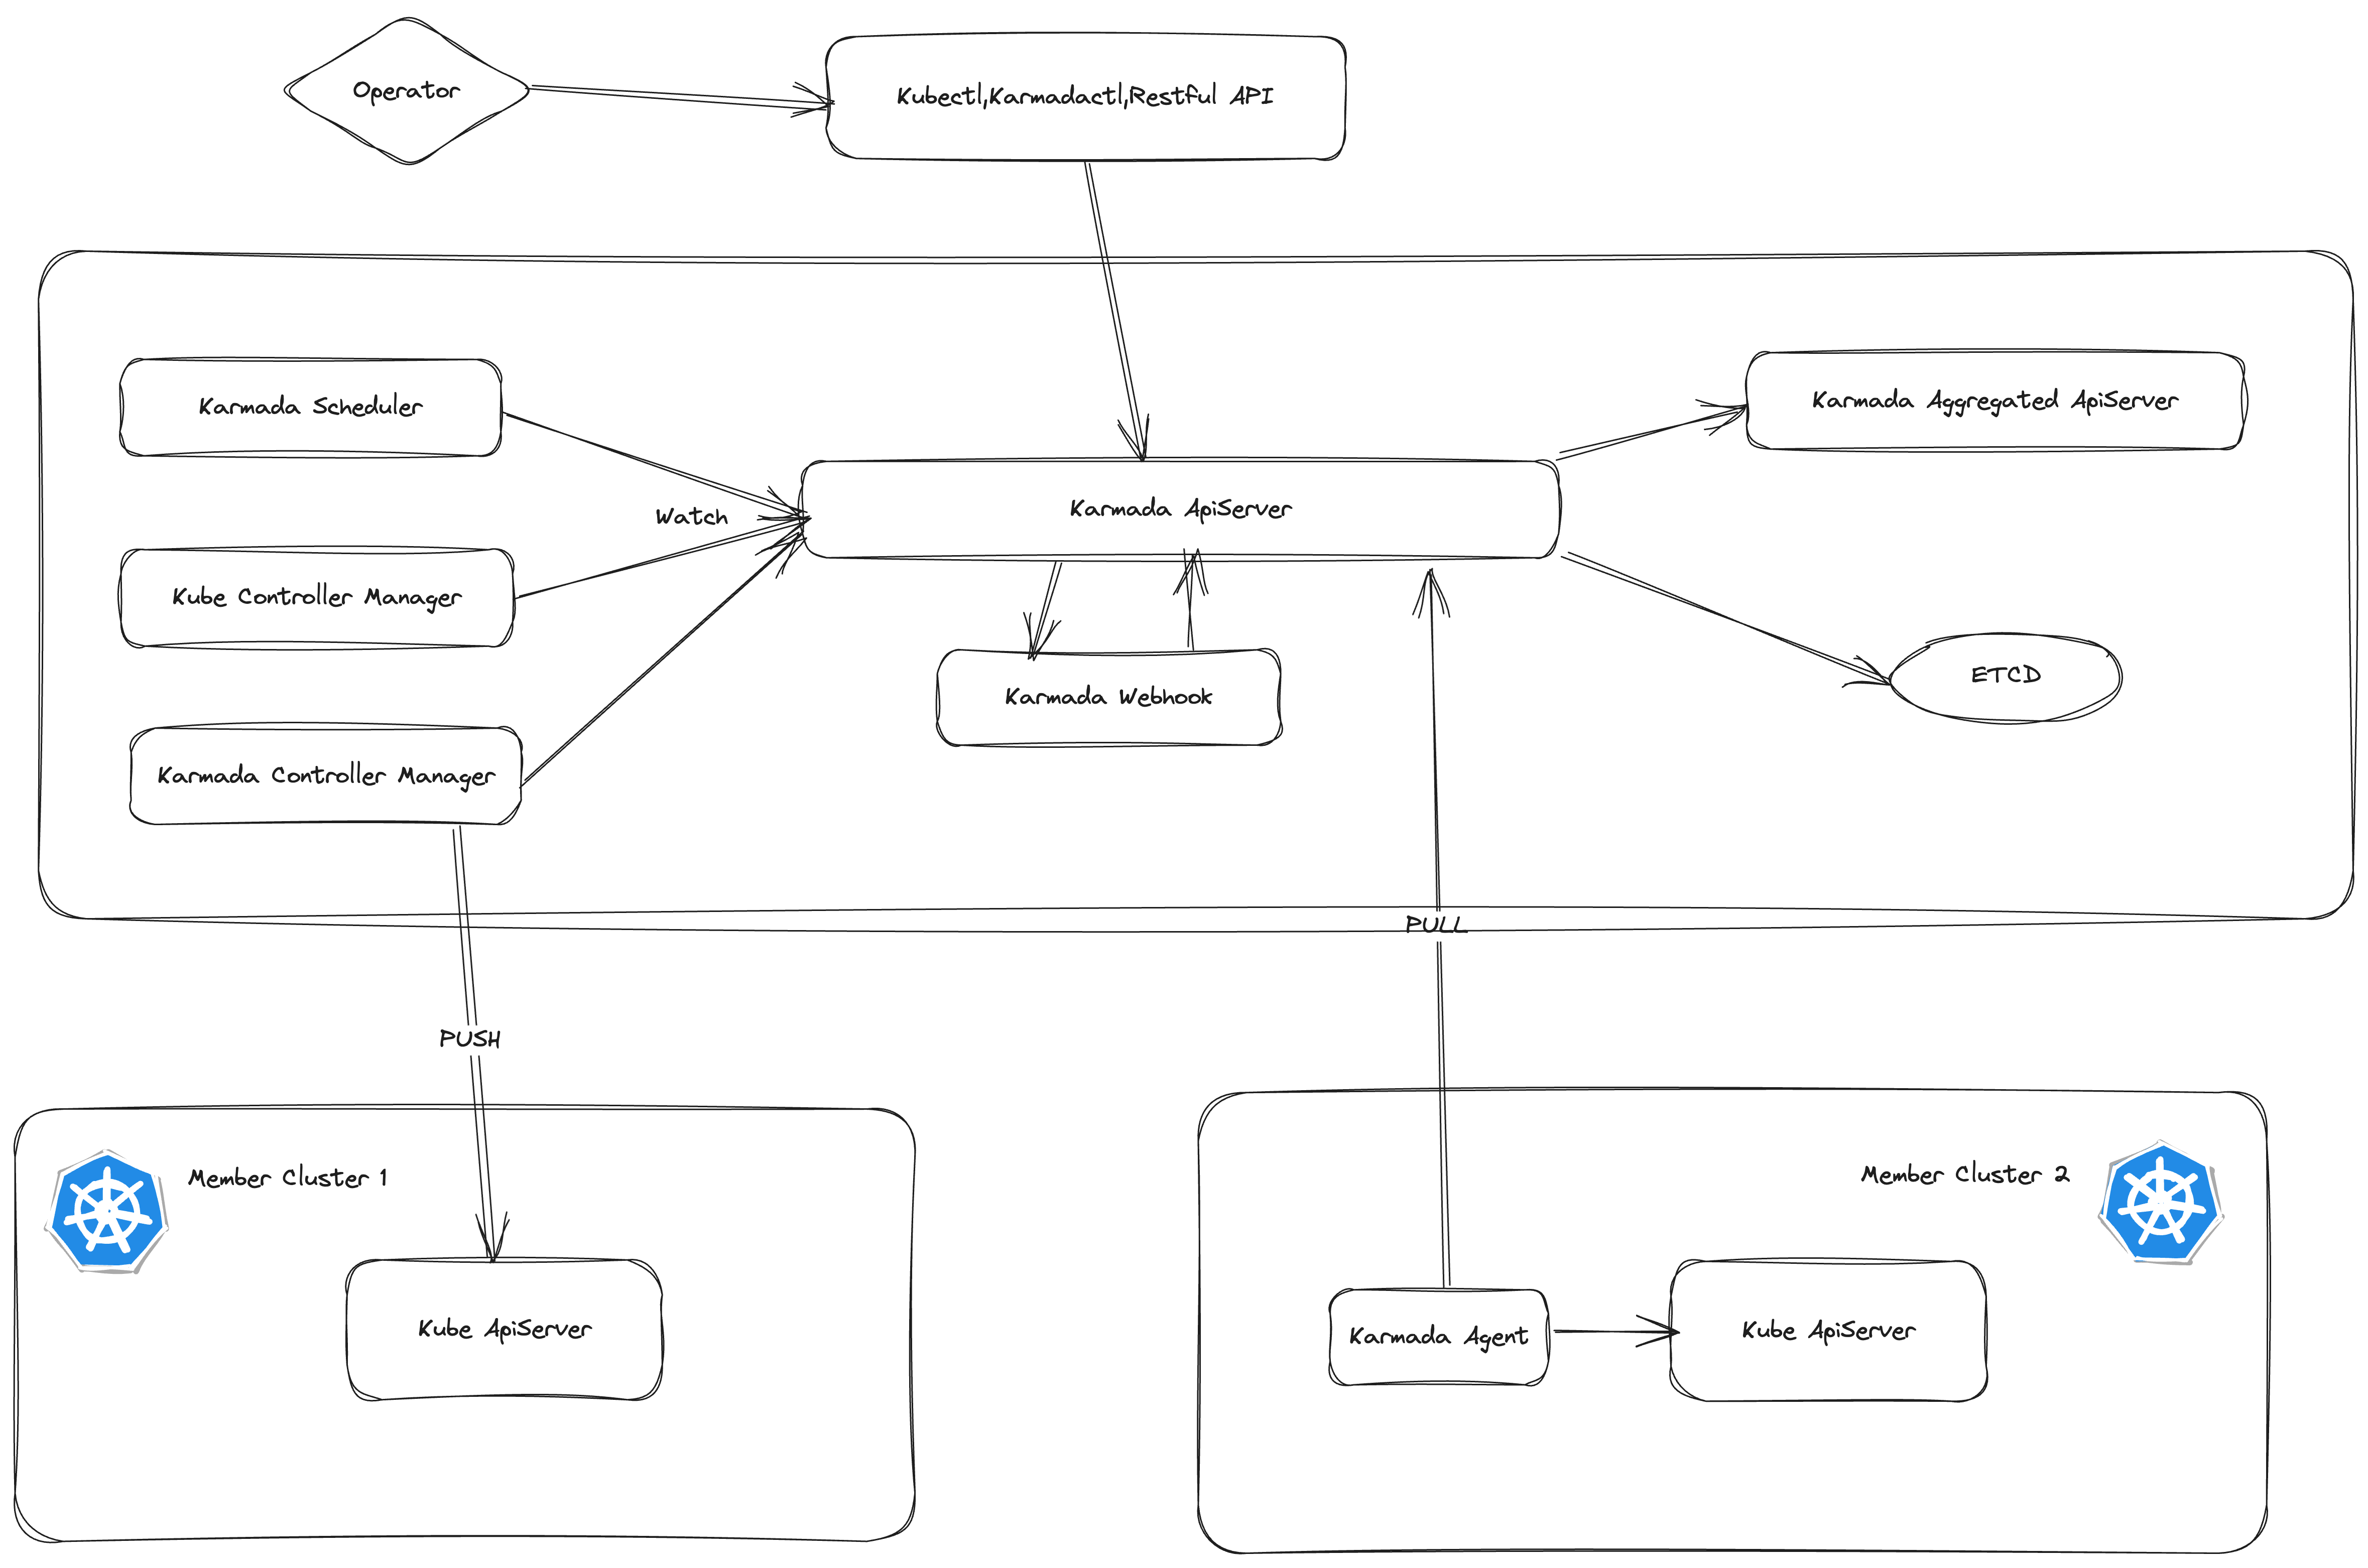 Operator
Kubectl,Karmadactl,Restful API
Karmada Scheduler
Karmada Aggregated ApiServer
Watch
Karmada ApiServer
Kube Controller Manager
Karmada Webhook
ETCD
Karmada Controller Manager
PULL
PUSH
Member Cluster 1
Member Cluster 2
Kube ApiServer
Karmada Agent
Kube ApiServer